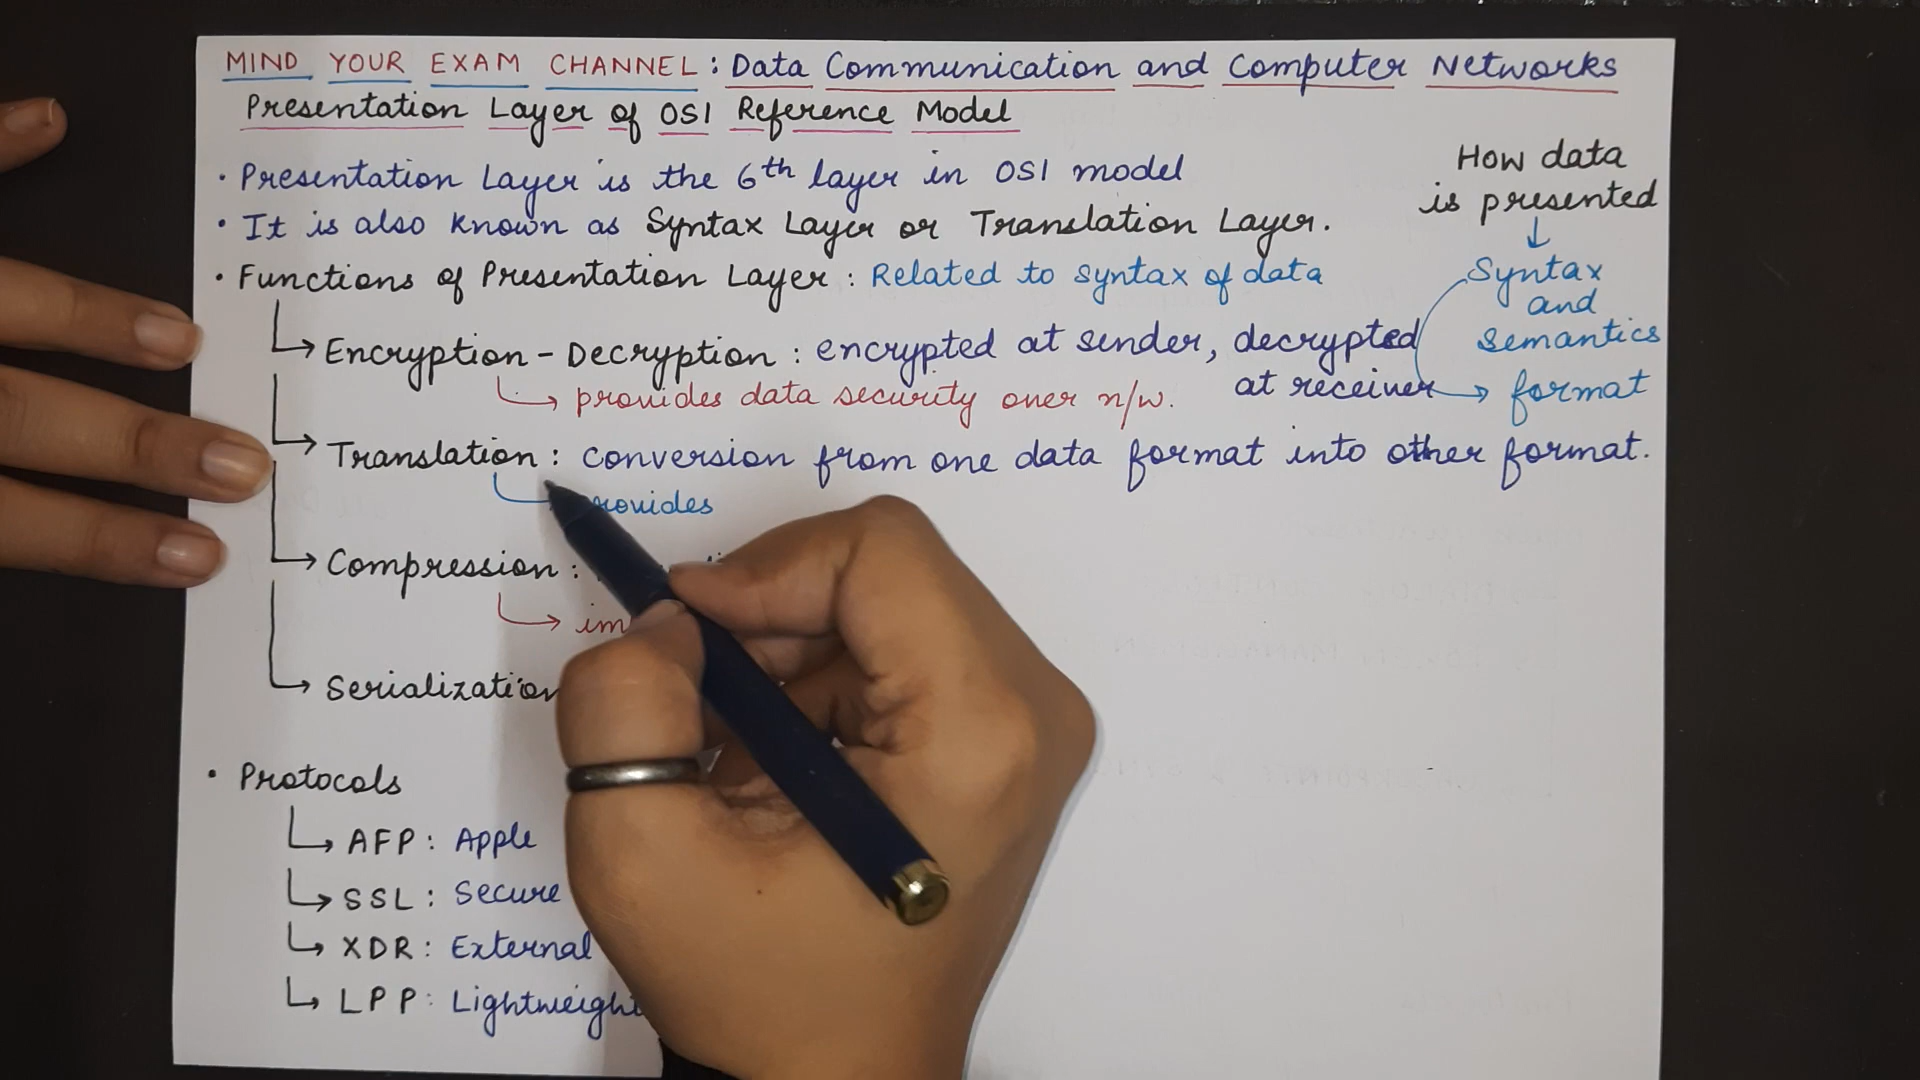 MIND YOUR EXAM CHANNEL : Data Communication and Computer Networks
Presentation Layer of OSI Reference Model
• Presentation Layer is the 6th layer in OSI model
• It is also known as Syntax Layer or Translation Layer.
• Functions of Presentation Layer : Related to syntax of data
Encryption - Decryption : encrypted at sender, decrypted
at receiver
provides data security over n/w.
Translation : conversion from one data format into other format.
Compression :
Serialization
• Protocols
AFP : Apple
SSL : Secure
XDR : External
LPP : Lightweight
How data
is presented
↓
Syntax
and
semantics
→ format